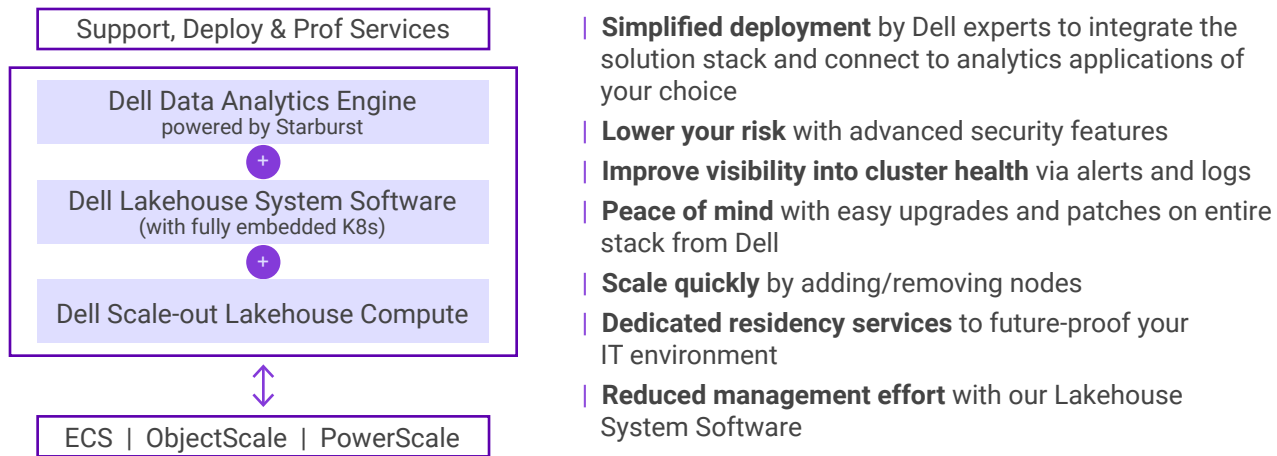 Support, Deploy & Prof Services
Dell Data Analytics Engine
powered by Starburst
+
Dell Lakehouse System Software
(with fully embedded K8s)
+
Dell Scale-out Lakehouse Compute
ECS | ObjectScale | PowerScale
| Simplified deployment by Dell experts to integrate the
solution stack and connect to analytics applications of
your choice
| Lower your risk with advanced security features
| Improve visibility into cluster health via alerts and logs
| Peace of mind with easy upgrades and patches on entire
stack from Dell
| Scale quickly by adding/removing nodes
| Dedicated residency services to future-proof your
IT environment
| Reduced management effort with our Lakehouse
System Software